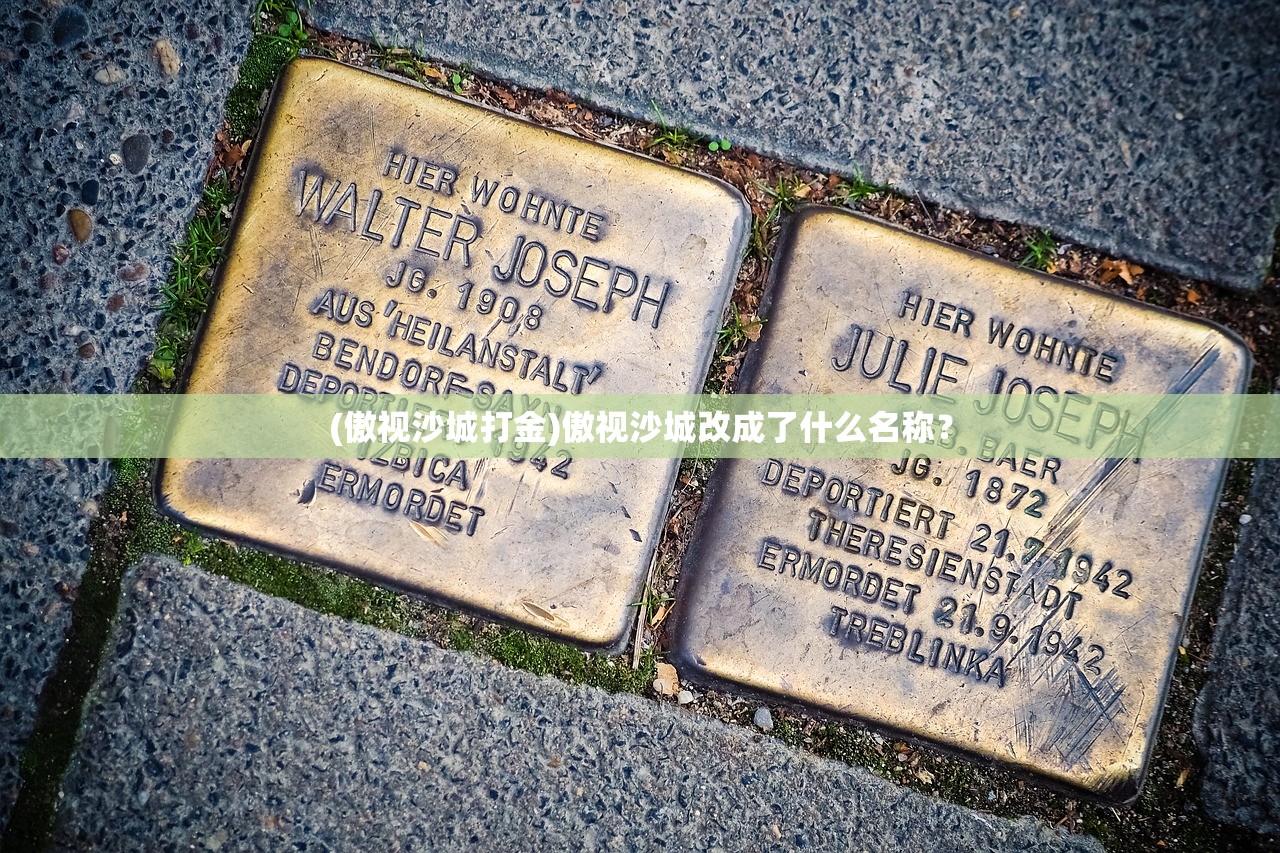 HIER WOHNTE
WALTER JOSEPH
JG. 1908
AUS 'HEILANSTALT'
BENDORF-SAYN
DEPORTIERT 1942
IZBICA
ERMORDET
HIER WOHNTE
JULIE JOSEPH
B. BAER
JG. 1872
DEPORTIERT 21.7.1942
THERESIENSTADT
ERMORDET 21.9.1942
TREBLINKA
(傲视沙城打金)傲视沙城改成了什么名称?